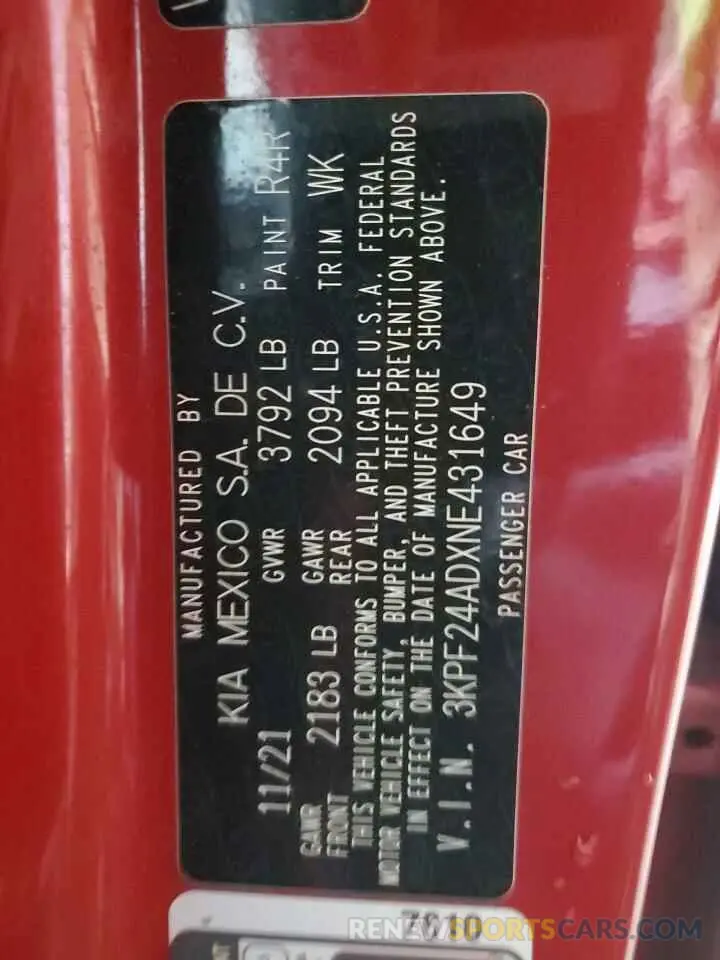 MANUFACTURED BY
KIA MEXICO S.A. DE C.V.
11/21 GVWR 3792 LB PAINT R4R
GAWR FRONT 2183 LB GAWR REAR 2094 LB TRIM WK
THIS VEHICLE CONFORMS TO ALL APPLICABLE U.S.A. FEDERAL
MOTOR VEHICLE SAFETY, BUMPER, AND THEFT PREVENTION STANDARDS
IN EFFECT ON THE DATE OF MANUFACTURE SHOWN ABOVE.
V.I.N. 3KPF24ADXNE431649
PASSENGER CAR
RENEWSPORTSCARS.COM